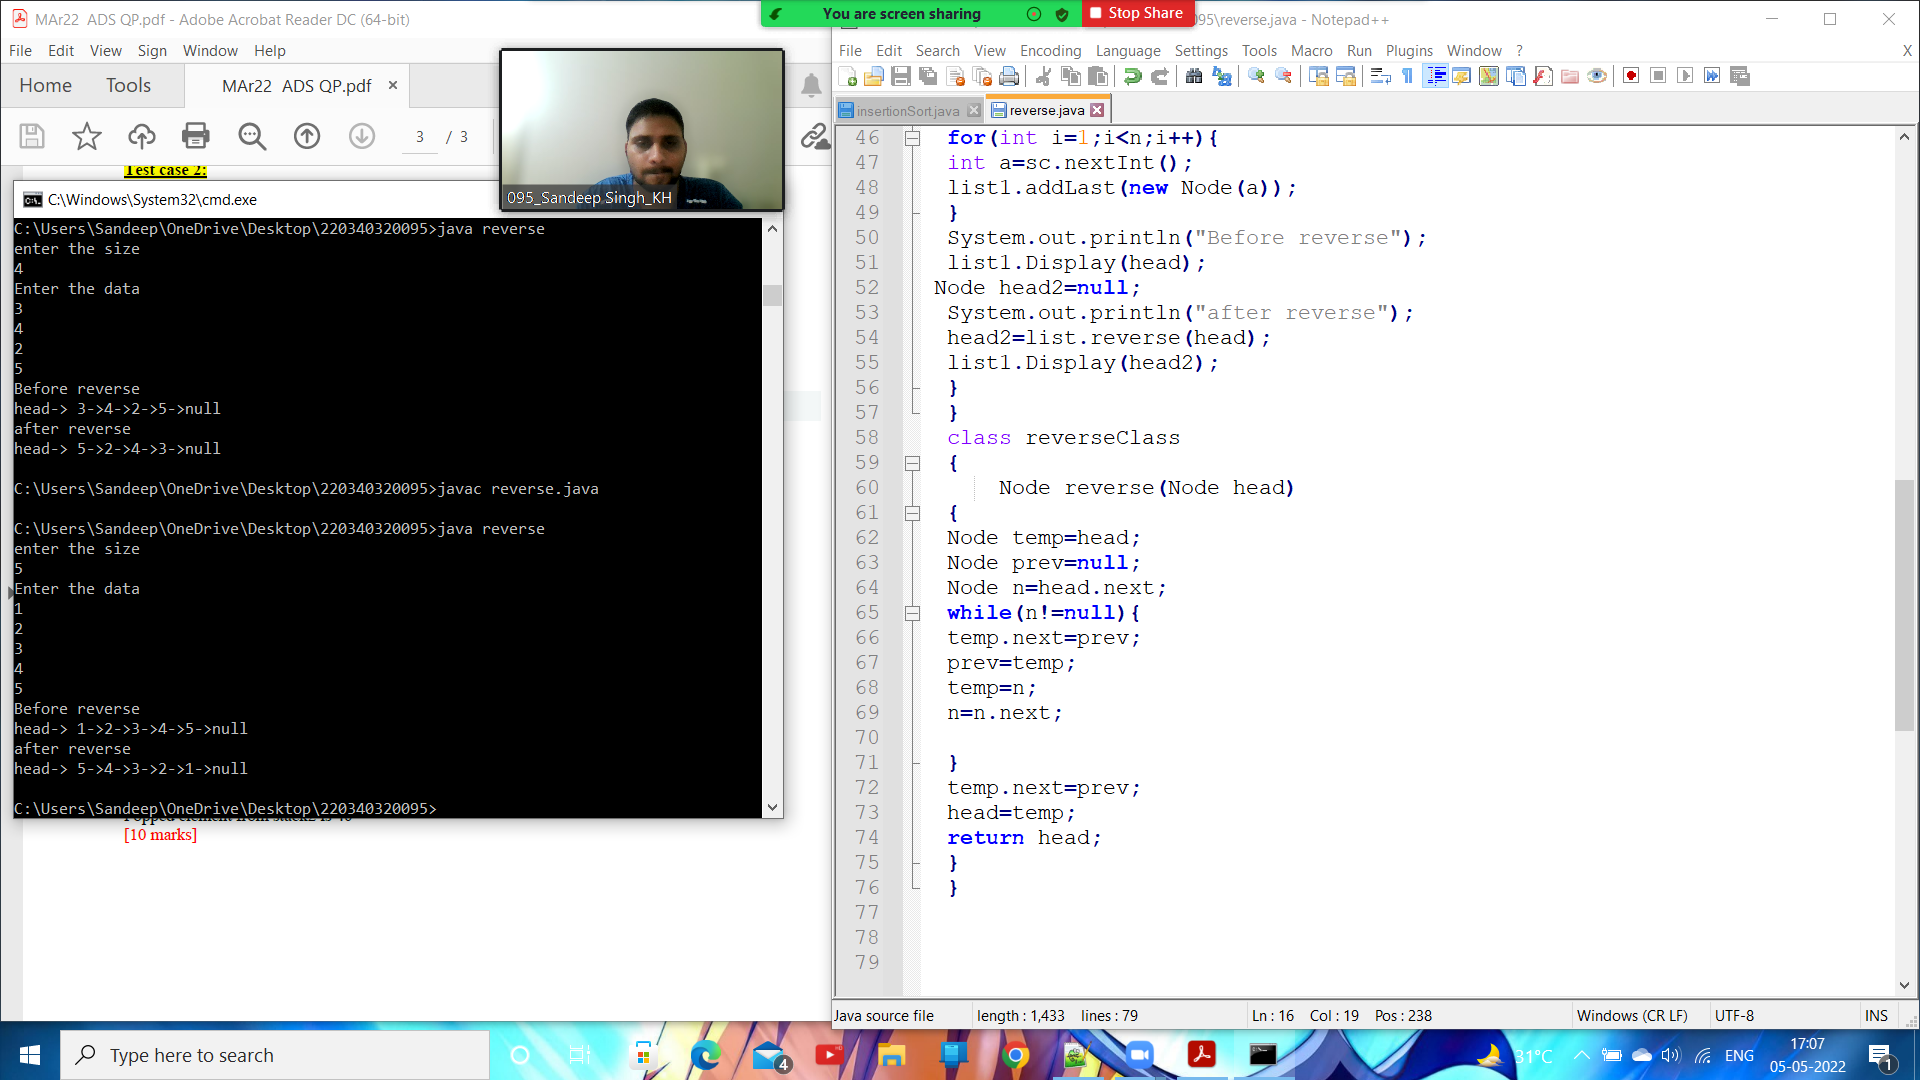 MAr22 ADS QP.pdf - Adobe Acrobat Reader DC (64-bit)
File Edit View Sign Window Help
Home Tools MAr22 ADS QP.pdf ×
3 / 3
Test case 2:
You are screen sharing
Stop Share
095_Sandeep Singh_KH
C:\Windows\System32\cmd.exe
C:\Users\Sandeep\OneDrive\Desktop\220340320095>java reverse
enter the size
4
Enter the data
3
4
2
5
Before reverse
head-> 3->4->2->5->null
after reverse
head-> 5->2->4->3->null
C:\Users\Sandeep\OneDrive\Desktop\220340320095>javac reverse.java
C:\Users\Sandeep\OneDrive\Desktop\220340320095>java reverse
enter the size
5
Enter the data
1
2
3
4
5
Before reverse
head-> 1->2->3->4->5->null
after reverse
head-> 5->4->3->2->1->null
C:\Users\Sandeep\OneDrive\Desktop\220340320095>
[10 marks]
095\reverse.java - Notepad++
File Edit Search View Encoding Language Settings Tools Macro Run Plugins Window ? X
insertionSort.java reverse.java
46 for(int i=1;i<n;i++){
47 int a=sc.nextInt();
48 list1.addLast(new Node(a));
49 }
50 System.out.println("Before reverse");
51 list1.Display(head);
52 Node head2=null;
53 System.out.println("after reverse");
54 head2=list.reverse(head);
55 list1.Display(head2);
56 }
57 }
58 class reverseClass
59 {
60 Node reverse(Node head)
61 {
62 Node temp=head;
63 Node prev=null;
64 Node n=head.next;
65 while(n!=null){
66 temp.next=prev;
67 prev=temp;
68 temp=n;
69 n=n.next;
70
71 }
72 temp.next=prev;
73 head=temp;
74 return head;
75 }
76 }
77
78
79
Java source file length : 1,433 lines : 79 Ln : 16 Col : 19 Pos : 238 Windows (CR LF) UTF-8 INS
Type here to search
4
31°C ENG
17:07
05-05-2022
1